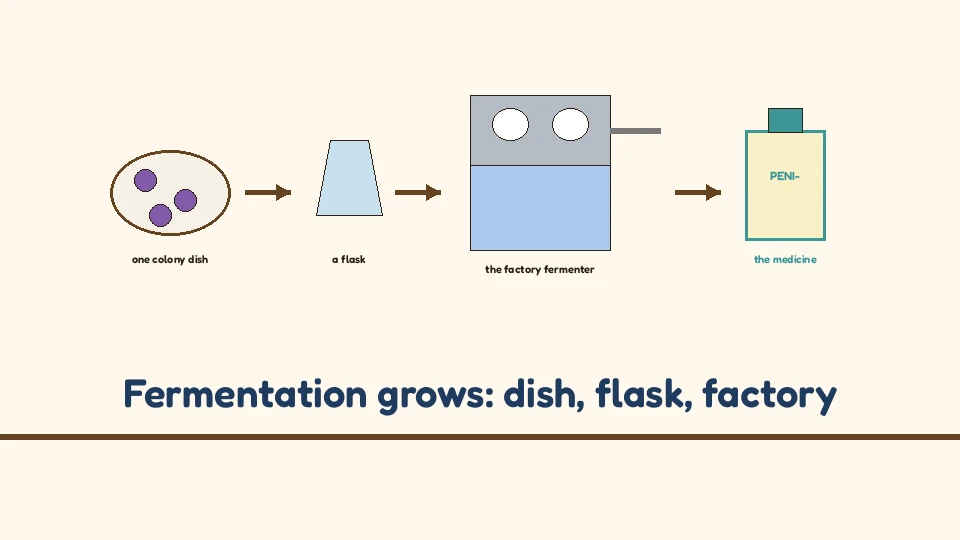 PENI-
one colony dish
a flask
the factory fermenter
the medicine
Fermentation grows: dish, flask, factory